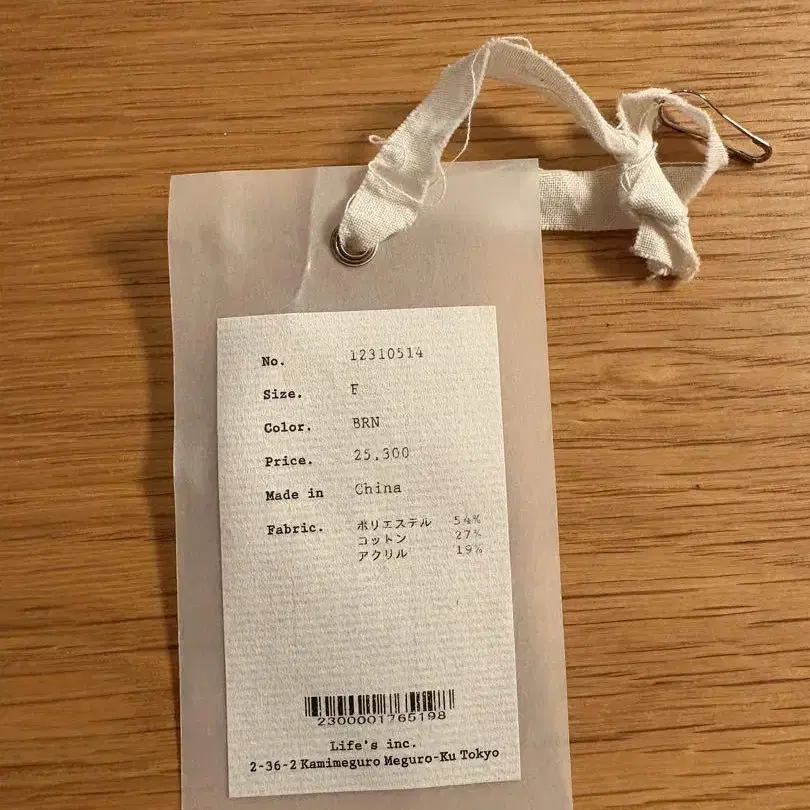 No. 12310514
Size. F
Color. BRN
Price. 25,300
Made in China
Fabric. ポリエステル 54%
コットン 27%
アクリル 19%
2300001765198
Life's inc.
2-36-2 Kamimeguro Meguro-Ku Tokyo